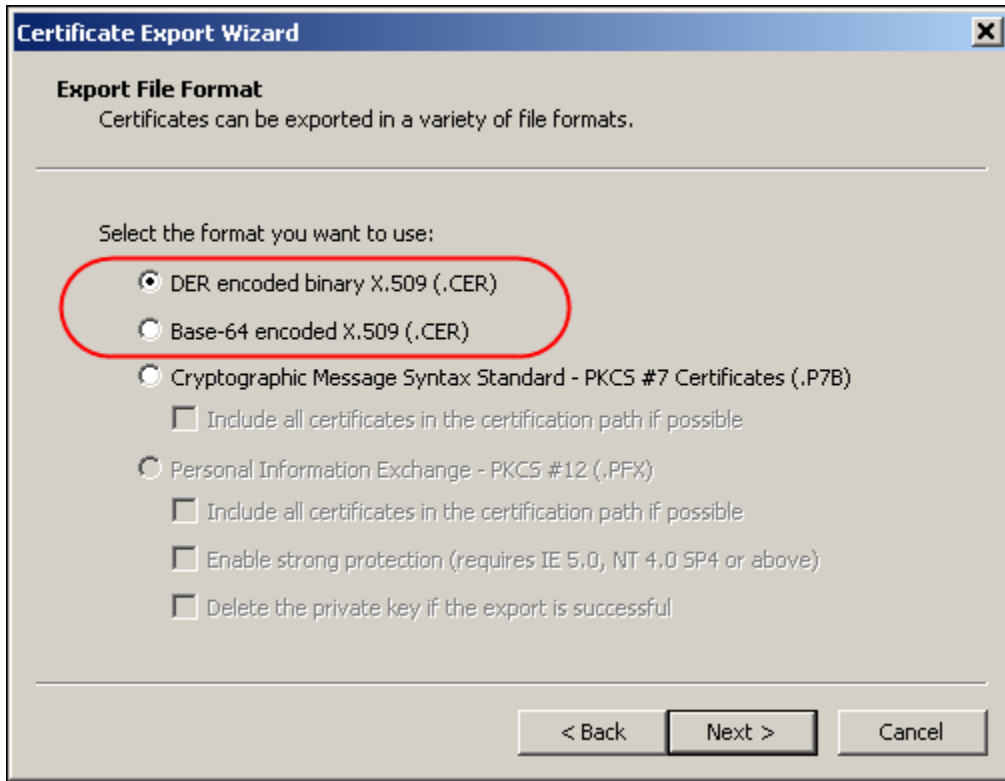 Certificate Export Wizard
Export File Format
Certificates can be exported in a variety of file formats.
Select the format you want to use:
DER encoded binary X.509 (.CER)
Base-64 encoded X.509 (.CER)
Cryptographic Message Syntax Standard - PKCS #7 Certificates (.P7B)
Include all certificates in the certification path if possible
Personal Information Exchange - PKCS #12 (.PFX)
Include all certificates in the certification path if possible
Enable strong protection (requires IE 5.0, NT 4.0 SP4 or above)
Delete the private key if the export is successful
< Back Next > Cancel